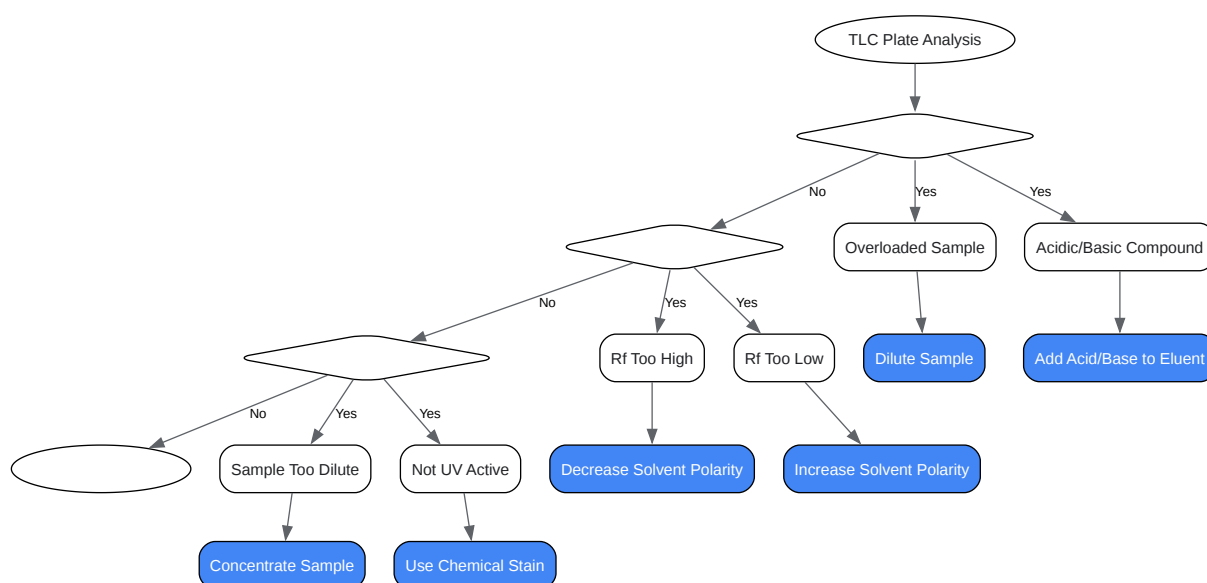 TLC Plate Analysis
No
Yes
Yes
Overloaded Sample
Acidic/Basic Compound
No
Yes
Yes
Rf Too High
Rf Too Low
Dilute Sample
Add Acid/Base to Eluent
No
Yes
Yes
Sample Too Dilute
Not UV Active
Decrease Solvent Polarity
Increase Solvent Polarity
Concentrate Sample
Use Chemical Stain